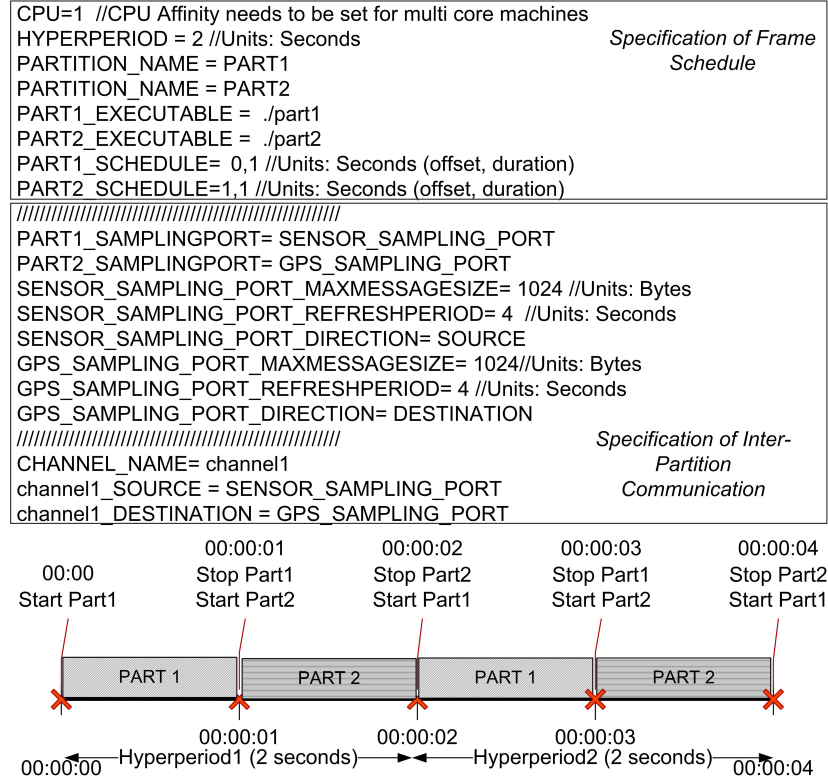 CPU=1 //CPU Affinity needs to be set for multi core machines
HYPERPERIOD = 2 //Units: Seconds
Specification of Frame
Schedule
PARTITION_NAME = PART1
PARTITION_NAME = PART2
PART1_EXECUTABLE = ./part1
PART2_EXECUTABLE = ./part2
PART1_SCHEDULE= 0,1 //Units: Seconds (offset, duration)
PART2_SCHEDULE=1,1 //Units: Seconds (offset, duration)
////////////////////////////////////////////////////////
PART1_SAMPLINGPORT= SENSOR_SAMPLING_PORT
PART2_SAMPLINGPORT= GPS_SAMPLING_PORT
SENSOR_SAMPLING_PORT_MAXMESSAGESIZE= 1024 //Units: Bytes
SENSOR_SAMPLING_PORT_REFRESHPERIOD= 4 //Units: Seconds
SENSOR_SAMPLING_PORT_DIRECTION= SOURCE
GPS_SAMPLING_PORT_MAXMESSAGESIZE= 1024//Units: Bytes
GPS_SAMPLING_PORT_REFRESHPERIOD= 4 //Units: Seconds
GPS_SAMPLING_PORT_DIRECTION= DESTINATION
////////////////////////////////////////////////////////
Specification of Inter-
Partition
Communication
CHANNEL_NAME= channel1
channel1_SOURCE = SENSOR_SAMPLING_PORT
channel1_DESTINATION = GPS_SAMPLING_PORT
00:00
Start Part1
00:00:01
Stop Part1
Start Part2
00:00:02
Stop Part2
Start Part1
00:00:03
Stop Part1
Start Part2
00:00:04
Stop Part2
Start Part1
PART 1
PART 2
PART 1
PART 2
00:00:01
00:00:02
00:00:03
00:00:00
Hyperperiod1 (2 seconds)
Hyperperiod2 (2 seconds)
00:00:04